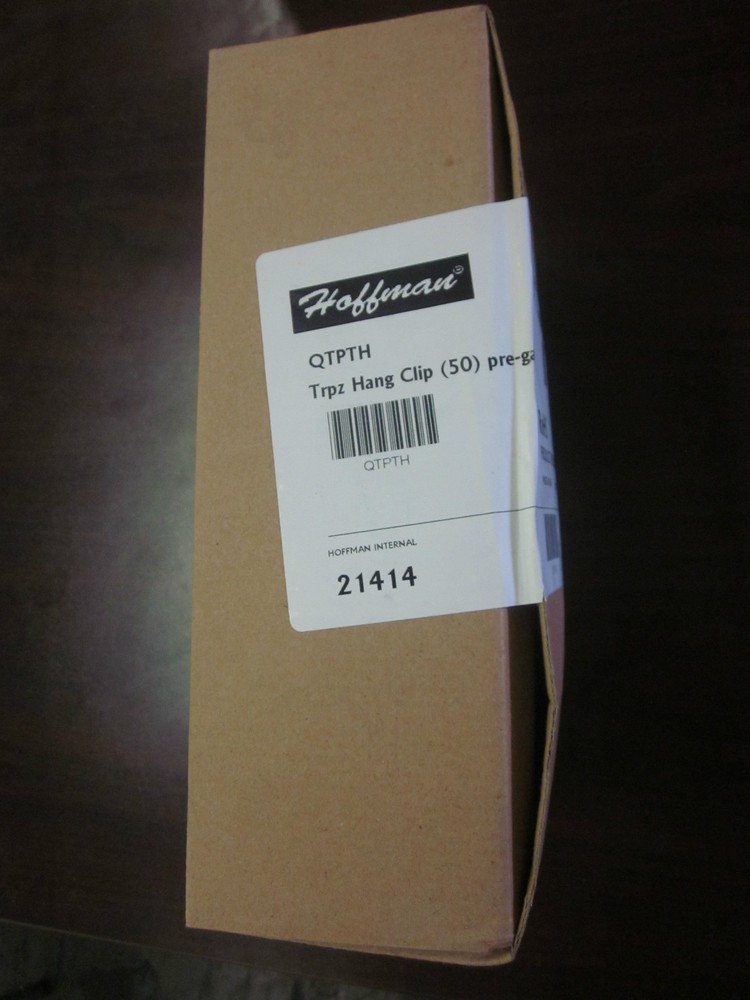 Hoffman®
QTPTH
Trpz Hang Clip (50) pre-ga
QTPTH
HOFFMAN INTERNAL
21414